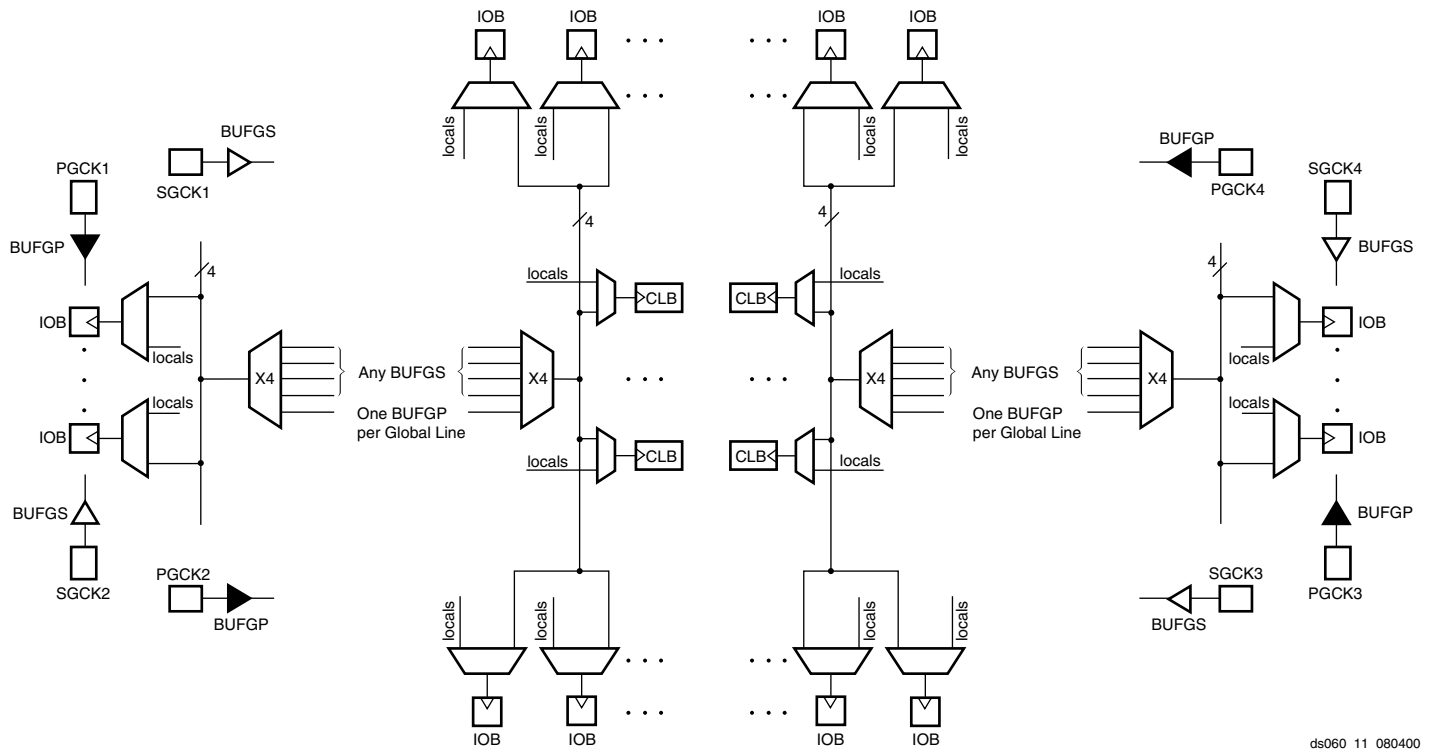 IOB
IOB
IOB
IOB
locals
locals
locals
locals
BUFGS
SGCK1
PGCK1
BUFGP
BUFGP
PGCK4
SGCK4
BUFGS
4
4
4
4
locals
CLB
CLB
locals
IOB
locals
X4
Any BUFGS
One BUFGP
per Global Line
X4
X4
Any BUFGS
One BUFGP
per Global Line
X4
IOB
locals
locals
IOB
locals
CLB
CLB
locals
locals
IOB
BUFGS
SGCK2
PGCK2
BUFGP
BUFGP
PGCK3
SGCK3
BUFGS
locals
locals
locals
locals
IOB
IOB
IOB
IOB
ds060_11_080400